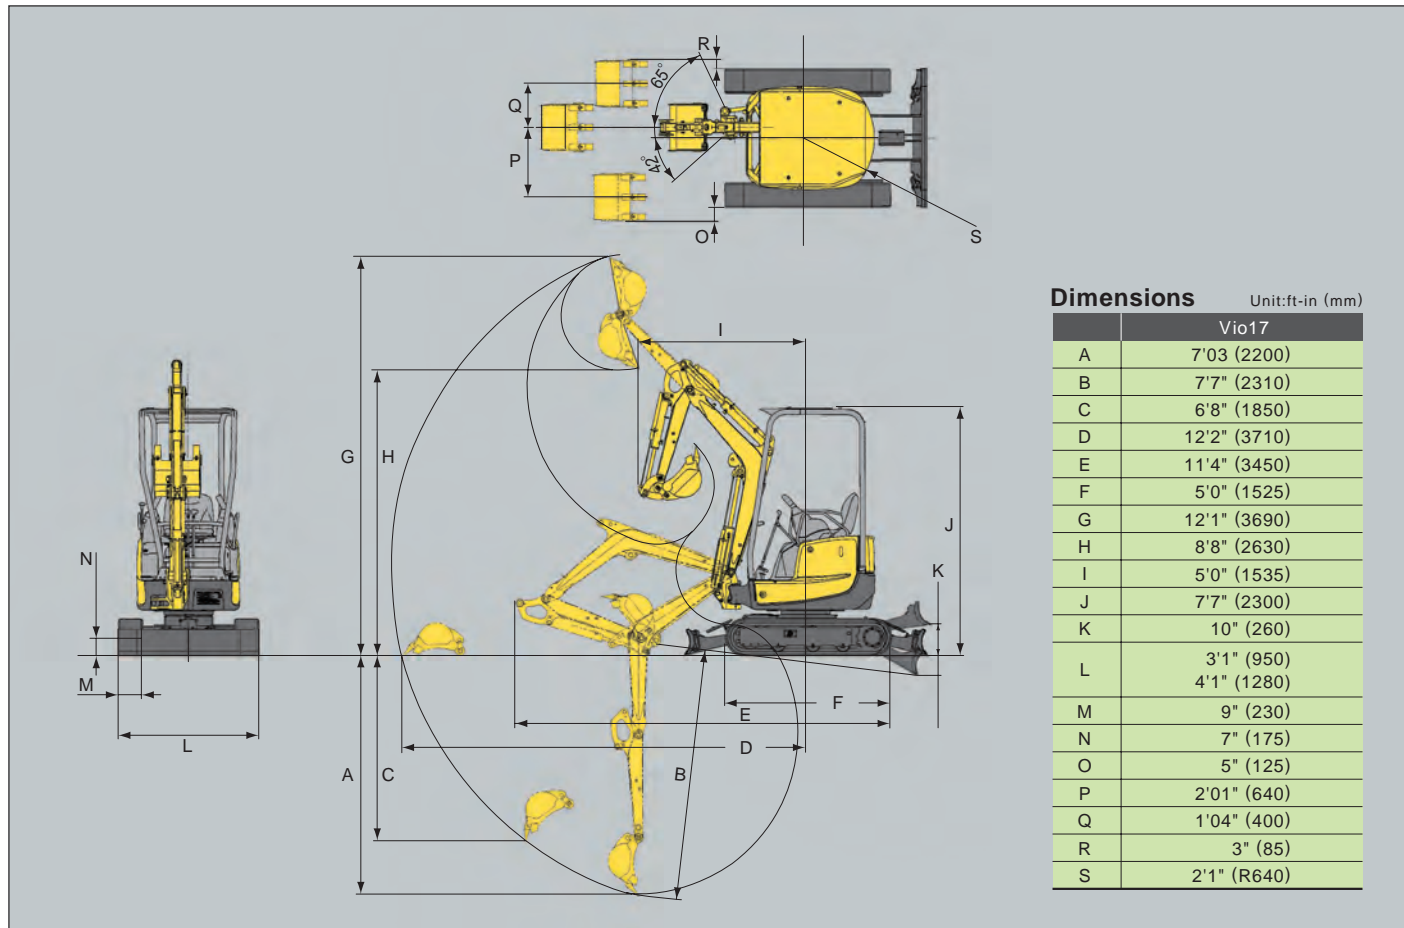 R
65°
Q
P
42°
O
S
I
G
H
J
N
K
M
F
E
L
D
A
C
B
Dimensions Unit:ft-in (mm)
Vio17
A 7'03 (2200)
B 7'7" (2310)
C 6'8" (1850)
D 12'2" (3710)
E 11'4" (3450)
F 5'0" (1525)
G 12'1" (3690)
H 8'8" (2630)
I 5'0" (1535)
J 7'7" (2300)
K 10" (260)
L 3'1" (950)
4'1" (1280)
M 9" (230)
N 7" (175)
O 5" (125)
P 2'01" (640)
Q 1'04" (400)
R 3" (85)
S 2'1" (R640)